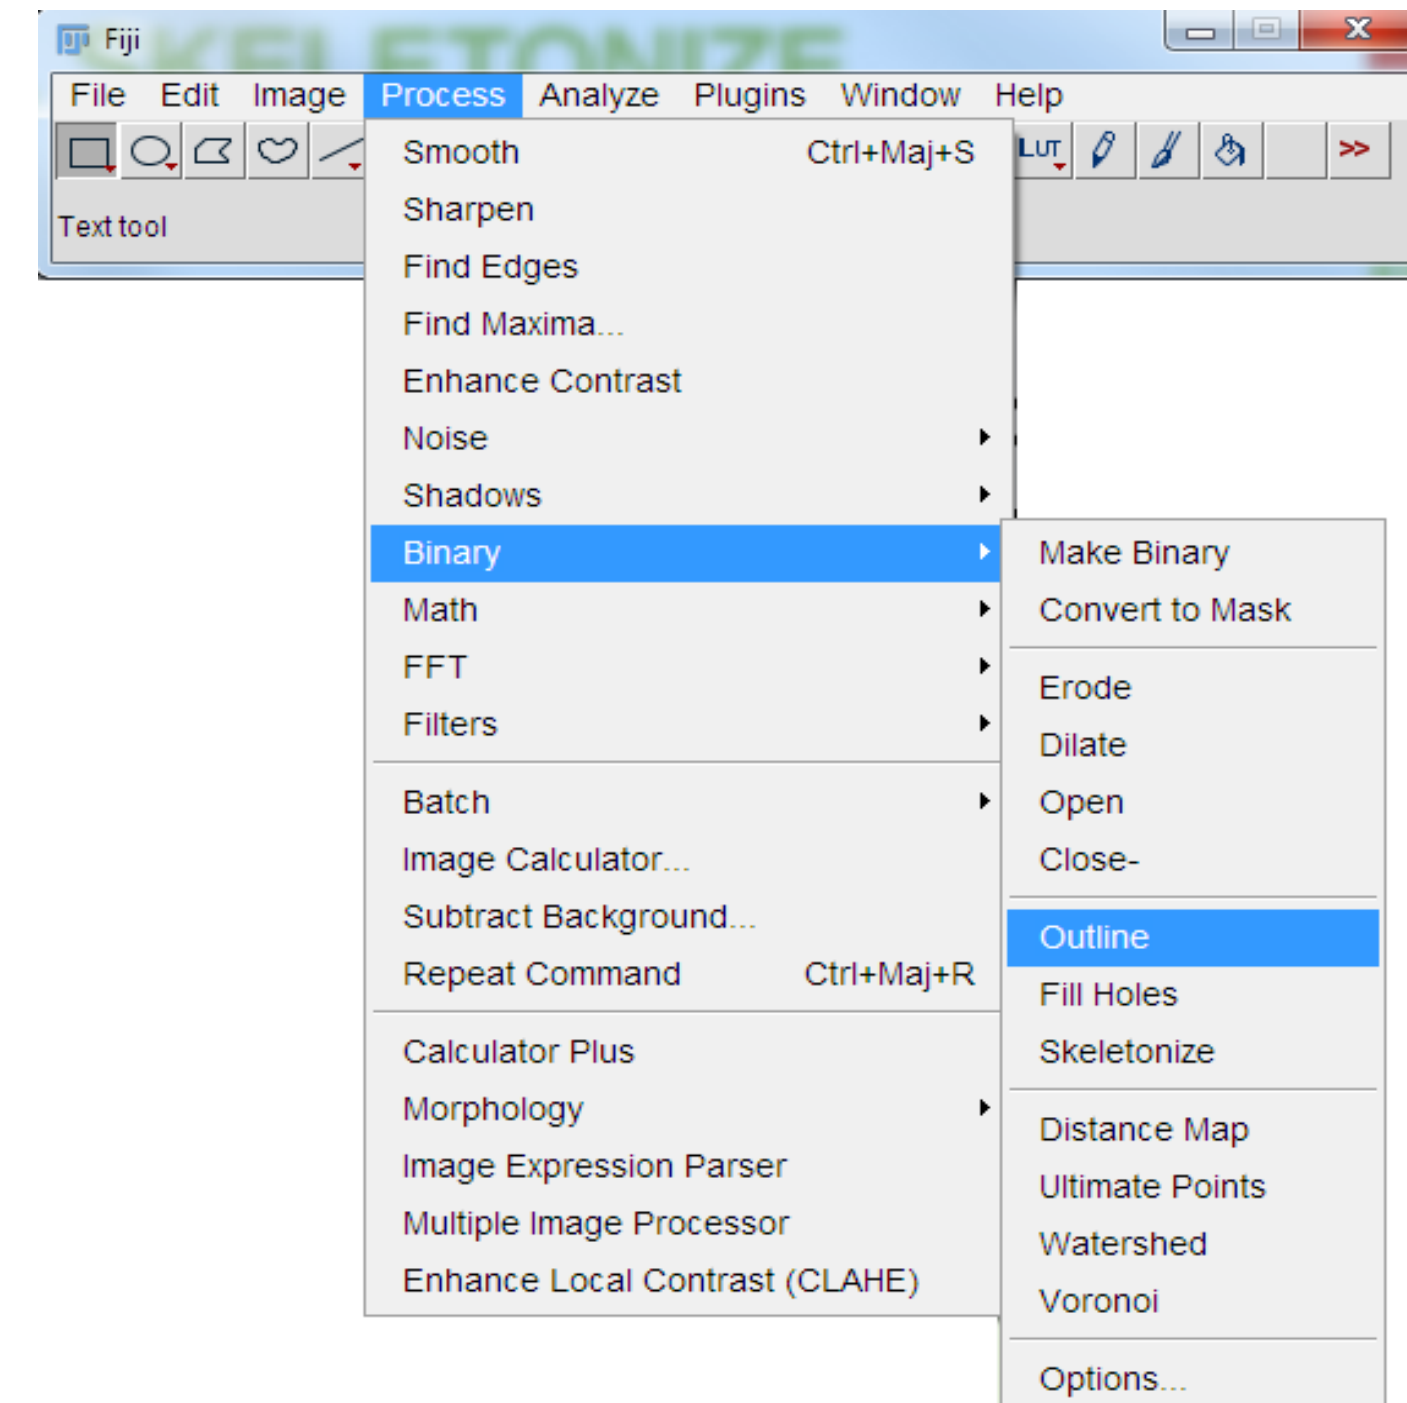 SKELETONIZE
Fiji
File Edit Image Process Analyze Plugins Window Help
LUT >>
Text tool
Smooth Ctrl+Maj+S
Sharpen
Find Edges
Find Maxima...
Enhance Contrast
Noise
Shadows
Binary
Math
FFT
Filters
Batch
Image Calculator...
Subtract Background...
Repeat Command Ctrl+Maj+R
Calculator Plus
Morphology
Image Expression Parser
Multiple Image Processor
Enhance Local Contrast (CLAHE)
Make Binary
Convert to Mask
Erode
Dilate
Open
Close-
Outline
Fill Holes
Skeletonize
Distance Map
Ultimate Points
Watershed
Voronoi
Options...